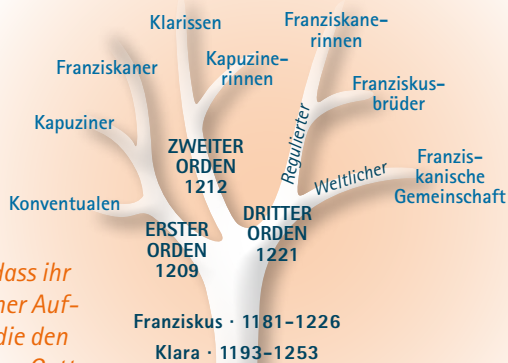 Klarissen
Franziskane-
rinnen
Franziskaner
Kapuzine-
rinnen
Franziskus-
brüder
Kapuziner
Regulierter
ZWEITER
ORDEN
1212
Weltlicher
Franzis-
kanische
Gemeinschaft
Konventualen
ERSTER
ORDEN
1209
DRITTER
ORDEN
1221
dass ihr
ner Auf-
die den
Franziskus · 1181–1226
Klara · 1193–1253